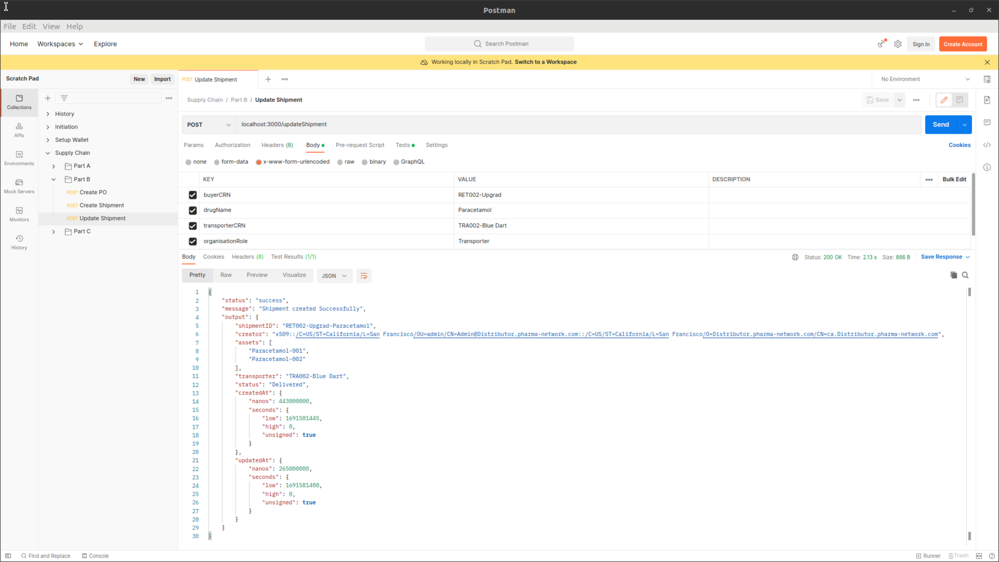 Postman
File Edit View Help
Home Workspaces Explore Search Postman Sign In Create Account
Working locally in Scratch Pad. Switch to a Workspace
Scratch Pad New Import POST Update Shipment No Environment
Collections
APIs
Environments
Mock Servers
Monitors
History
History
Initiation
Setup Wallet
Supply Chain
Part A
Part B
POST Create PO
POST Create Shipment
POST Update Shipment
Part C
Supply Chain / Part B / Update Shipment Save
POST localhost:3000/updateShipment Send
Params Authorization Headers (8) Body Pre-request Script Tests Settings Cookies
none form-data x-www-form-urlencoded raw binary GraphQL
KEY VALUE DESCRIPTION Bulk Edit
buyerCRN RET002-Upgrad
drugName Paracetamol
transporterCRN TRA002-Blue Dart
organisationRole Transporter
Body Cookies Headers (8) Test Results (1/1) Status: 200 OK Time: 2.13 s Size: 866 B Save Response
Pretty Raw Preview Visualize JSON
1 {
2 "status": "success",
3 "message": "Shipment created Successfully",
4 "output": {
5 "shipmentID": "RET002-Upgrad-Paracetamol",
6 "creator": "x509::/C=US/ST=California/L=San Francisco/OU=admin/CN=Admin@Distributor.pharma-network.com::/C=US/ST=California/L=San Francisco/O=Distributor.pharma-network.com/CN=ca.Distributor.pharma-network.com",
7 "assets": [
8 "Paracetamol-001",
9 "Paracetamol-002"
10 ],
11 "transporter": "TRA002-Blue Dart",
12 "status": "Delivered",
13 "createdAt": {
14 "nanos": 443000000,
15 "seconds": {
16 "low": 1691581445,
17 "high": 0,
18 "unsigned": true
19 }
20 },
21 "updatedAt": {
22 "nanos": 265000000,
23 "seconds": {
24 "low": 1691581480,
25 "high": 0,
26 "unsigned": true
27 }
28 }
29 }
30 }
Find and Replace Console Runner Trash